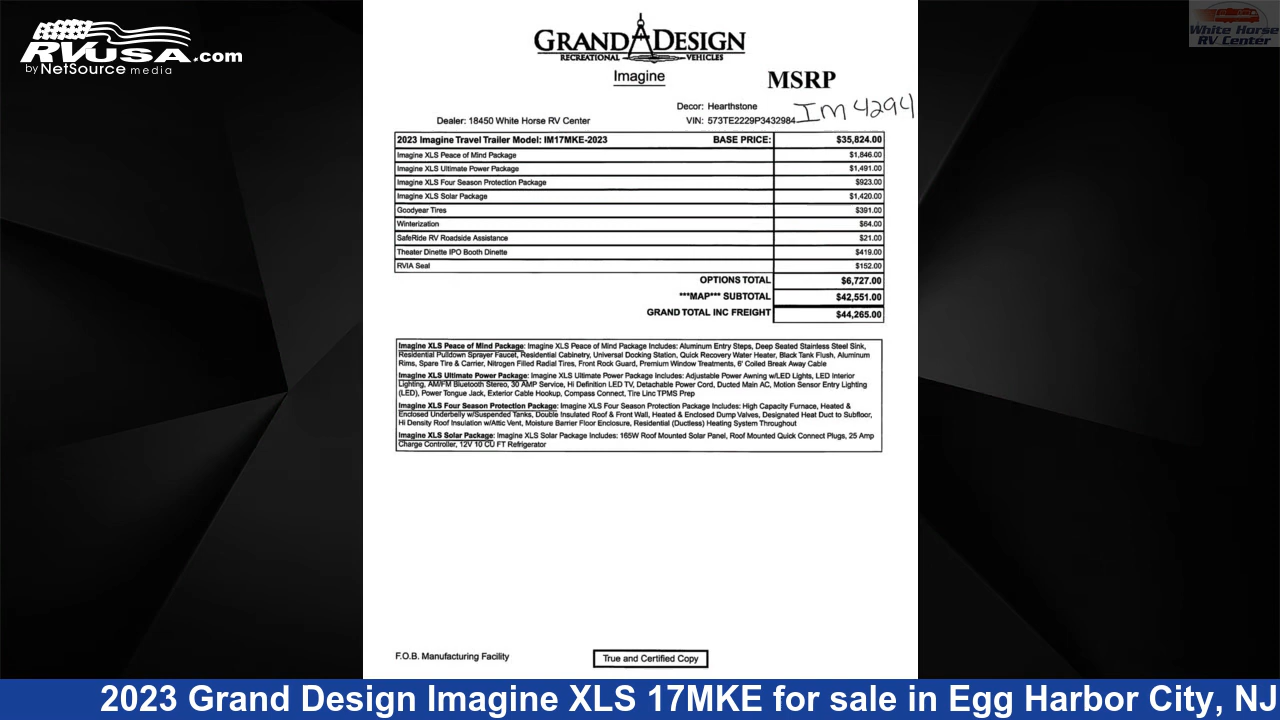 RVUSA.com
by NetSource media
White Horse
RV Center
GRAND DESIGN
RECREATIONAL VEHICLES
Imagine
MSRP
Decor: Hearthstone
IM4294
Dealer: 18450 White Horse RV Center
VIN: 573TE2229P3432984
2023 Imagine Travel Trailer Model: IM17MKE-2023 BASE PRICE: $35,824.00
Imagine XLS Peace of Mind Package $1,846.00
Imagine XLS Ultimate Power Package $1,491.00
Imagine XLS Four Season Protection Package $923.00
Imagine XLS Solar Package $1,420.00
Goodyear Tires $391.00
Winterization $64.00
SafeRide RV Roadside Assistance $21.00
Theater Dinette IPO Booth Dinette $419.00
RVIA Seal $152.00
OPTIONS TOTAL $6,727.00
***MAP*** SUBTOTAL $42,551.00
GRAND TOTAL INC FREIGHT $44,265.00
Imagine XLS Peace of Mind Package: Imagine XLS Peace of Mind Package Includes: Aluminum Entry Steps, Deep Seated Stainless Steel Sink,
Residential Pulldown Sprayer Faucet, Residential Cabinetry, Universal Docking Station, Quick Recovery Water Heater, Black Tank Flush, Aluminum
Rims, Spare Tire & Carrier, Nitrogen Filled Radial Tires, Front Rock Guard, Premium Window Treatments, 6' Coiled Break Away Cable
Imagine XLS Ultimate Power Package: Imagine XLS Ultimate Power Package Includes: Adjustable Power Awning w/LED Lights, LED Interior
Lighting, AM/FM Bluetooth Stereo, 30 AMP Service, Hi Definition LED TV, Detachable Power Cord, Ducted Main AC, Motion Sensor Entry Lighting
(LED), Power Tongue Jack, Exterior Cable Hookup, Compass Connect, Tire Linc TPMS Prep
Imagine XLS Four Season Protection Package: Imagine XLS Four Season Protection Package Includes: High Capacity Furnace, Heated &
Enclosed Underbelly w/Suspended Tanks, Double Insulated Roof & Front Wall, Heated & Enclosed Dump Valves, Designated Heat Duct to Subfloor,
Hi Density Roof Insulation w/Attic Vent, Moisture Barrier Floor Enclosure, Residential (Ductless) Heating System Throughout
Imagine XLS Solar Package: Imagine XLS Solar Package Includes: 165W Roof Mounted Solar Panel, Roof Mounted Quick Connect Plugs, 25 Amp
Charge Controller, 12V 10 CU FT Refrigerator
F.O.B. Manufacturing Facility
True and Certified Copy
2023 Grand Design Imagine XLS 17MKE for sale in Egg Harbor City, NJ